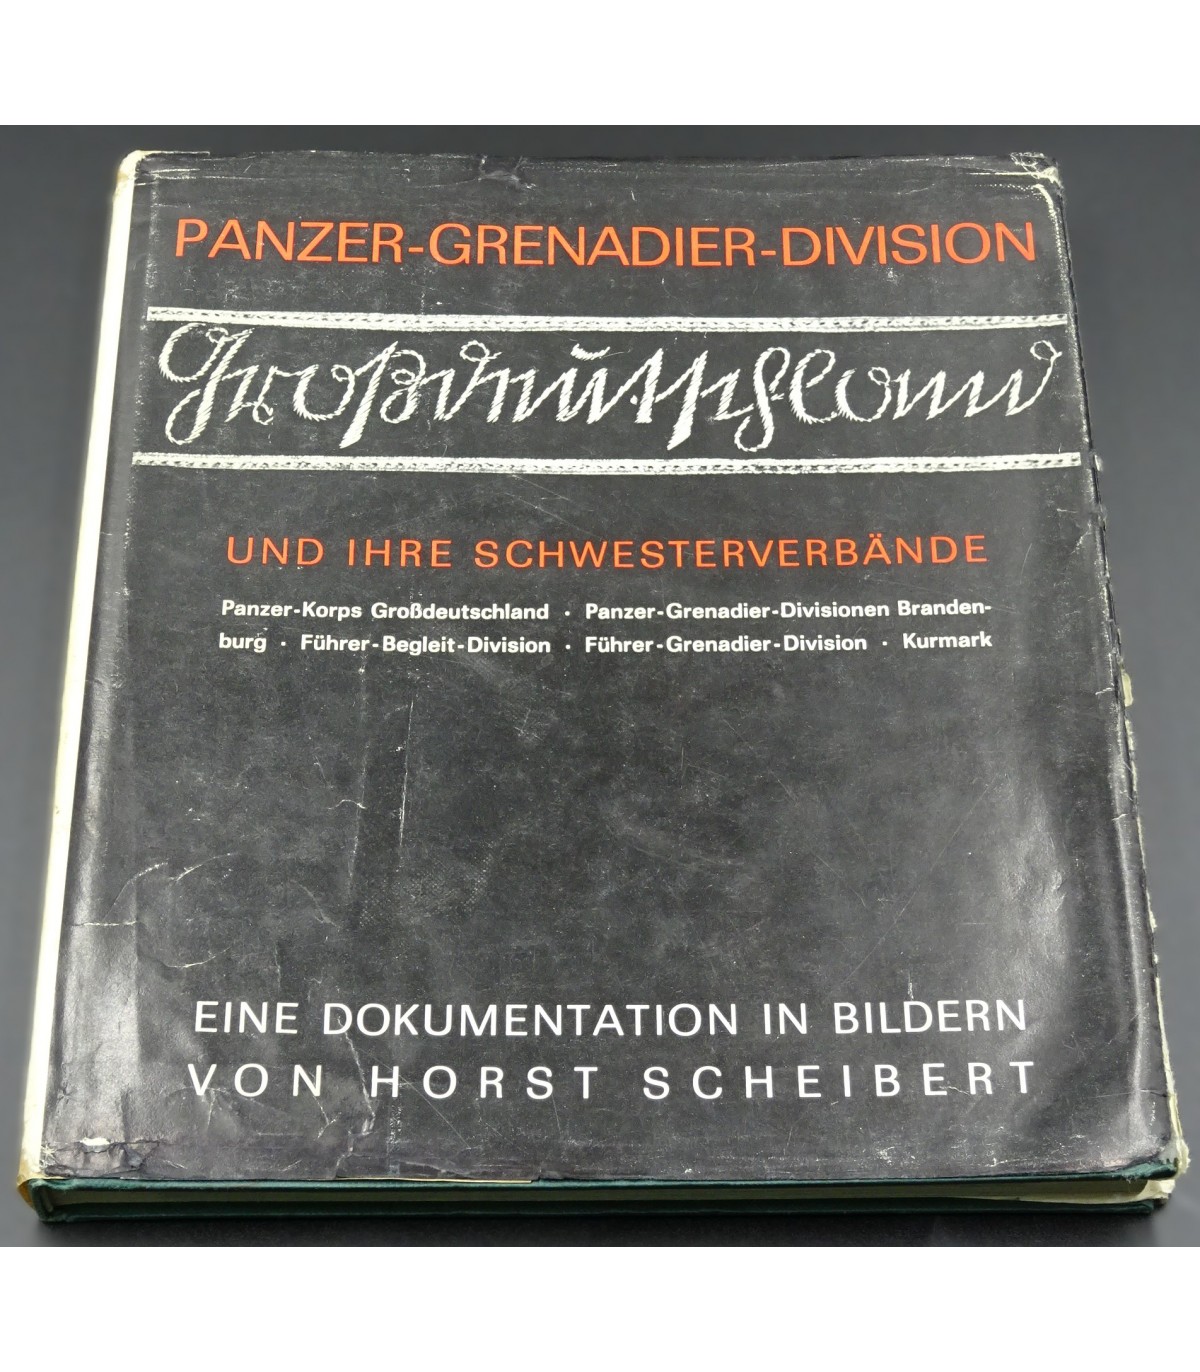 PANZER-GRENADIER-DIVISION
Großdeutschland
UND IHRE SCHWESTERVERBÄNDE
Panzer-Korps Großdeutschland · Panzer-Grenadier-Divisionen Branden-
burg · Führer-Begleit-Division · Führer-Grenadier-Division · Kurmark
EINE DOKUMENTATION IN BILDERN
VON HORST SCHEIBERT